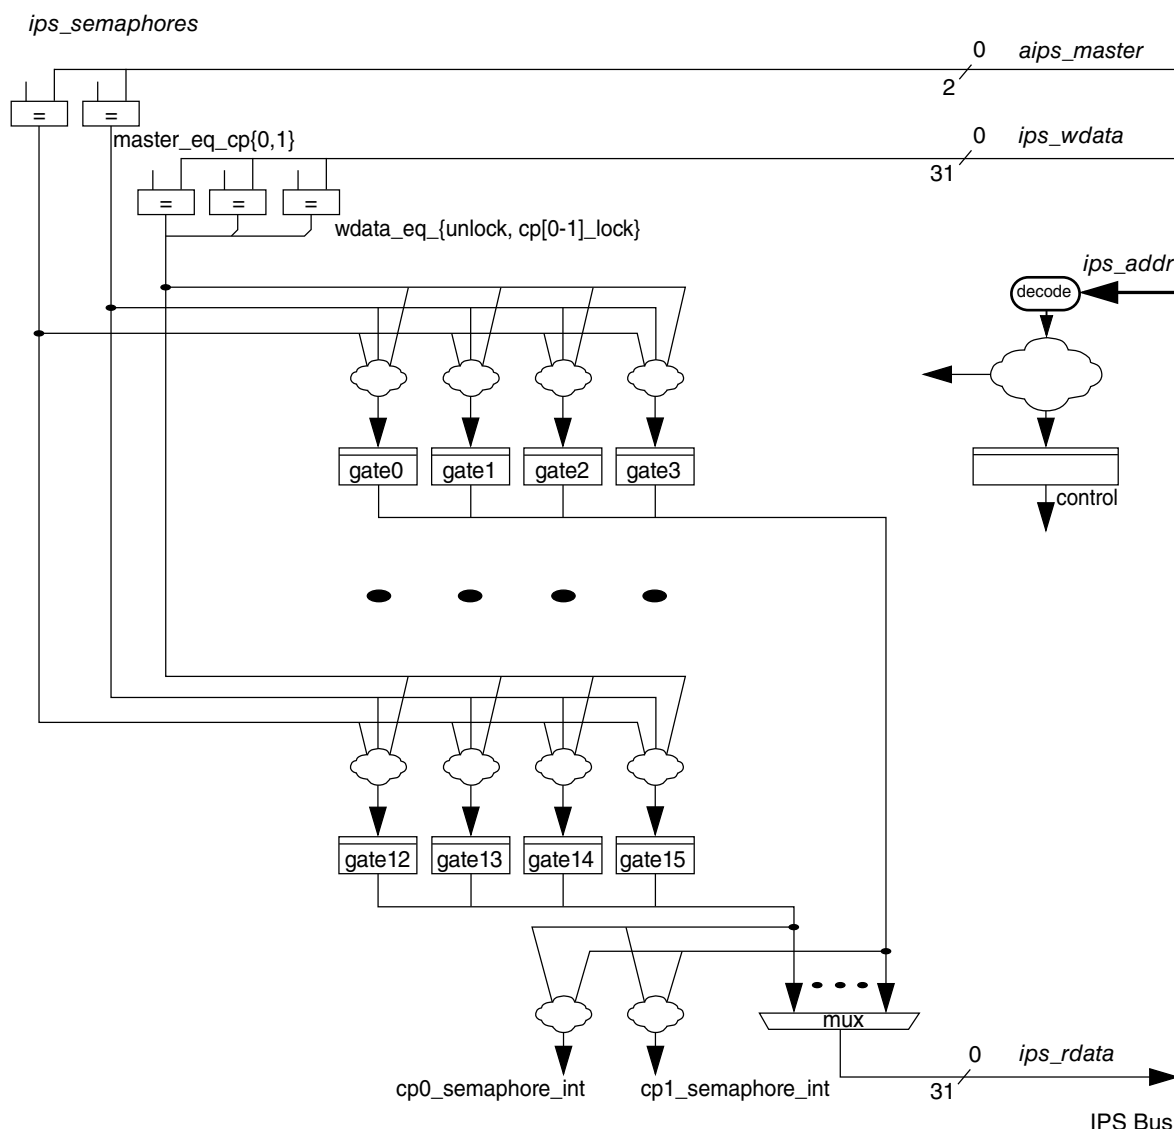 ips_semaphores
0 aips_master
2
= =
master_eq_cp{0,1}
0 ips_wdata
31
= = =
wdata_eq_{unlock, cp[0-1]_lock}
ips_addr
decode
gate0 gate1 gate2 gate3
control
gate12 gate13 gate14 gate15
mux
0 ips_rdata
31
cp0_semaphore_int cp1_semaphore_int
IPS Bus